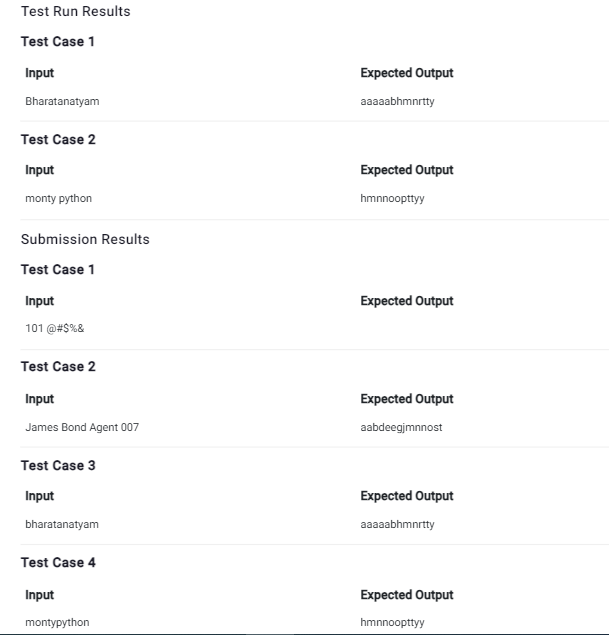 Test Run Results
Test Case 1
Input Expected Output
Bharatanatyam aaaaabhmnrtty
Test Case 2
Input Expected Output
monty python hmnnoopttyy
Submission Results
Test Case 1
Input Expected Output
101 @#$%&
Test Case 2
Input Expected Output
James Bond Agent 007 aabdeegjmnnost
Test Case 3
Input Expected Output
bharatanatyam aaaaabhmnrtty
Test Case 4
Input Expected Output
montypython hmnnoopttyy